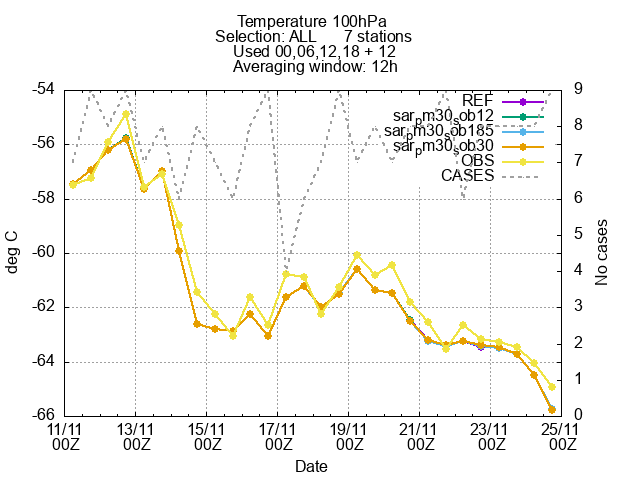 Temperature 100hPa
Selection: ALL 7 stations
Used 00,06,12,18 + 12
Averaging window: 12h
-54
-56
-58
-60
-62
-64
-66
9
8
7
6
5
4
3
2
1
0
REF
sarpm30sob12
sarpm30sob185
sarpm30sob30
OBS
CASES
deg C
No cases
11/11 13/11 15/11 17/11 19/11 21/11 23/11 25/11
00Z 00Z 00Z 00Z 00Z 00Z 00Z 00Z
Date